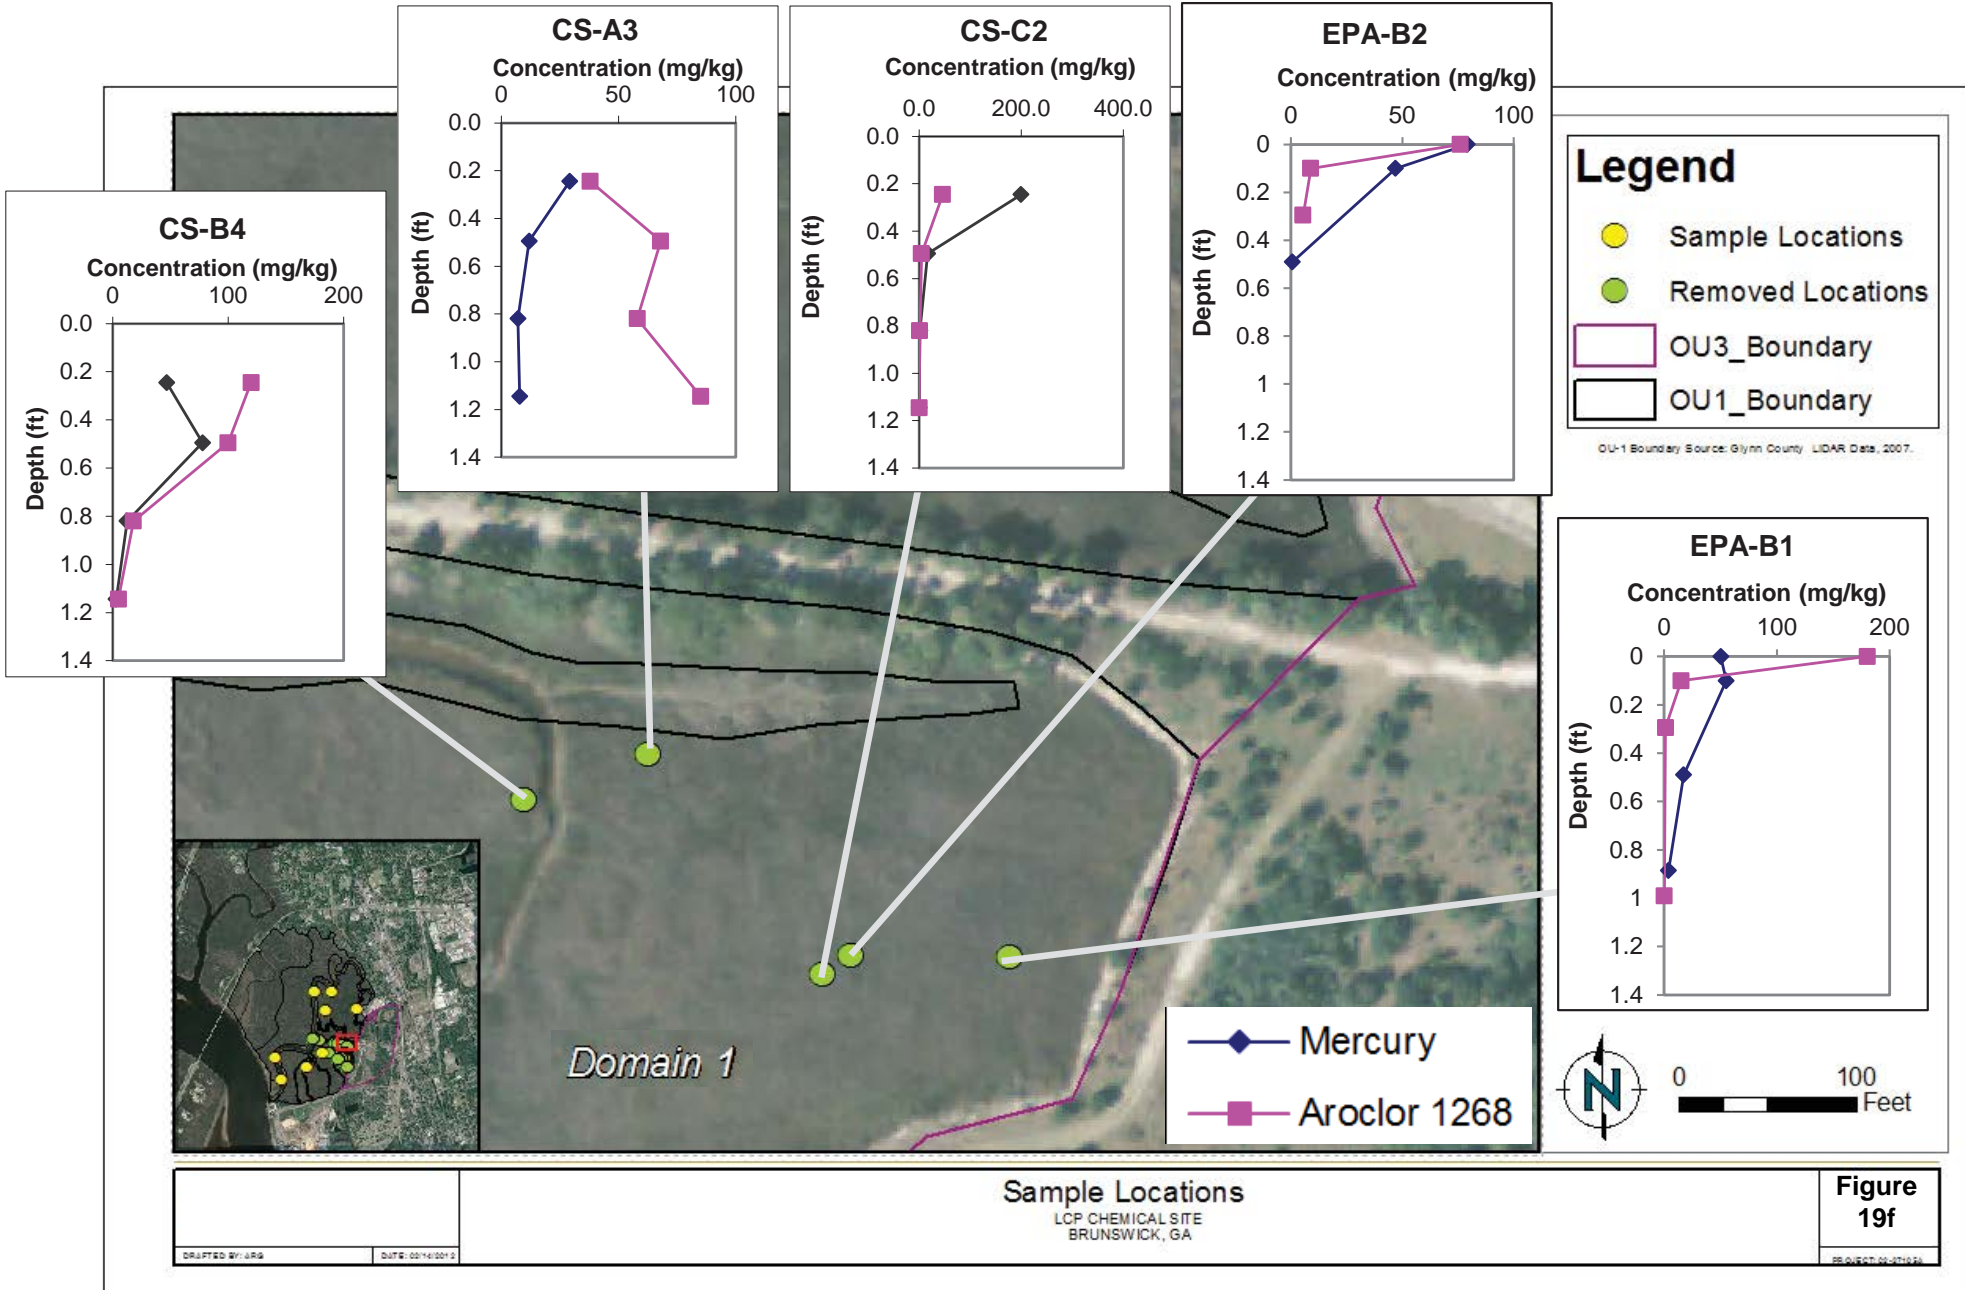 CS-B4
Concentration (mg/kg)
0 100 200
Depth (ft)
0.0
0.2
0.4
0.6
0.8
1.0
1.2
1.4
CS-A3
Concentration (mg/kg)
0 50 100
Depth (ft)
0.0
0.2
0.4
0.6
0.8
1.0
1.2
1.4
CS-C2
Concentration (mg/kg)
0.0 200.0 400.0
Depth (ft)
0.0
0.2
0.4
0.6
0.8
1.0
1.2
1.4
EPA-B2
Concentration (mg/kg)
0 50 100
Depth (ft)
0
0.2
0.4
0.6
0.8
1
1.2
1.4
Legend
Sample Locations
Removed Locations
OU3_Boundary
OU1_Boundary
OU-1 Boundary Source: Glynn County LIDAR Data, 2007.
EPA-B1
Concentration (mg/kg)
0 100 200
Depth (ft)
0
0.2
0.4
0.6
0.8
1
1.2
1.4
Domain 1
Mercury
Aroclor 1268
N
0 100
Feet
Sample Locations
LCP CHEMICAL SITE
BRUNSWICK, GA
Figure
19f
DRAFTED BY: ARG
DATE: 02/14/2012